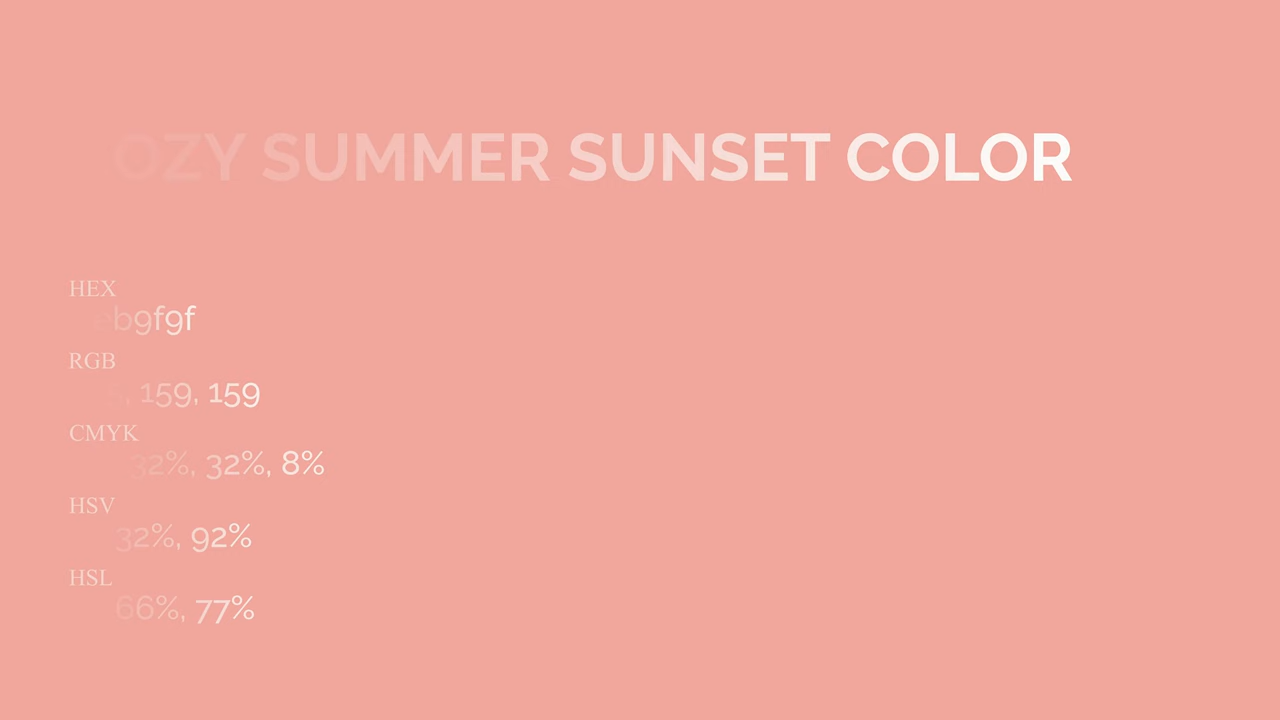 OZY SUMMER SUNSET COLOR
HEX
eb9f9f
RGB
5, 159, 159
CMYK
32%, 32%, 8%
HSV
32%, 92%
HSL
66%, 77%